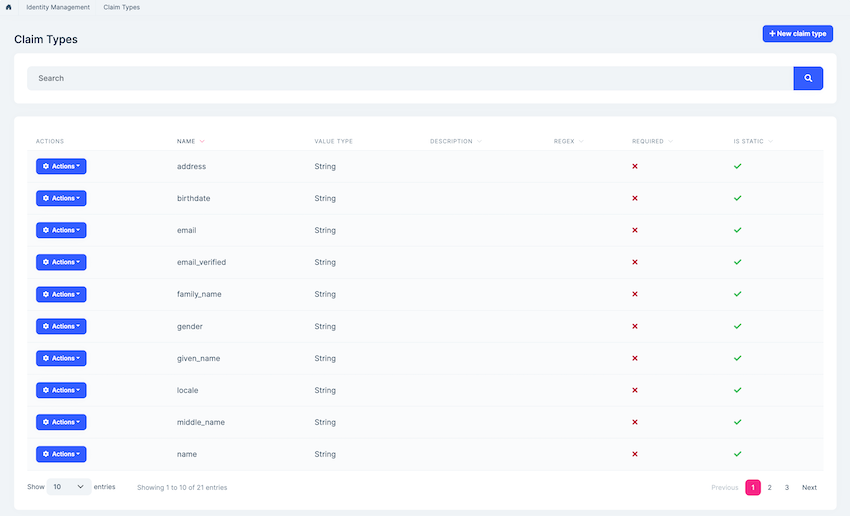 Identity Management Claim Types
Claim Types
New claim type
Search
ACTIONS NAME VALUE TYPE DESCRIPTION REGEX REQUIRED IS STATIC
Actions address String
Actions birthdate String
Actions email String
Actions email_verified String
Actions family_name String
Actions gender String
Actions given_name String
Actions locale String
Actions middle_name String
Actions name String
Show 10 entries Showing 1 to 10 of 21 entries Previous 1 2 3 Next